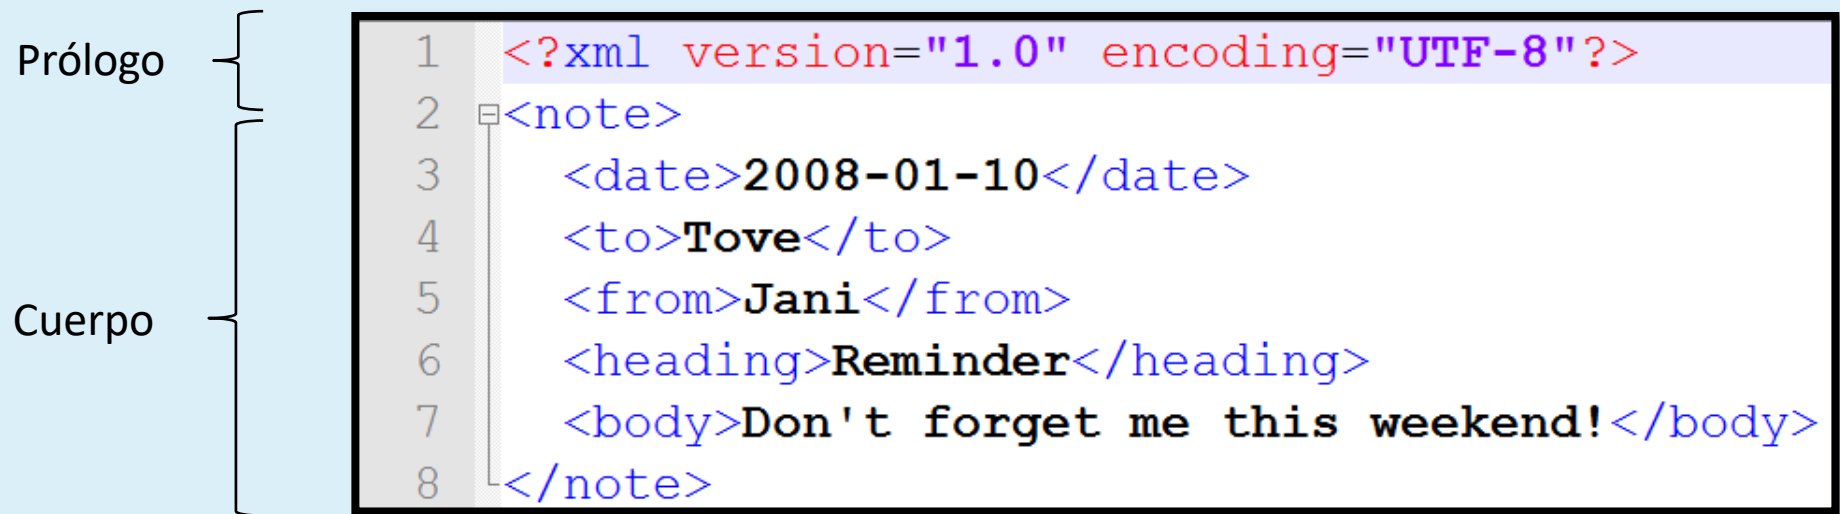 Prólogo
1 <?xml version="1.0" encoding="UTF-8"?>
2 <note>
3 <date>2008-01-10</date>
4 <to>Tove</to>
Cuerpo
5 <from>Jani</from>
6 <heading>Reminder</heading>
7 <body>Don't forget me this weekend!</body>
8 </note>